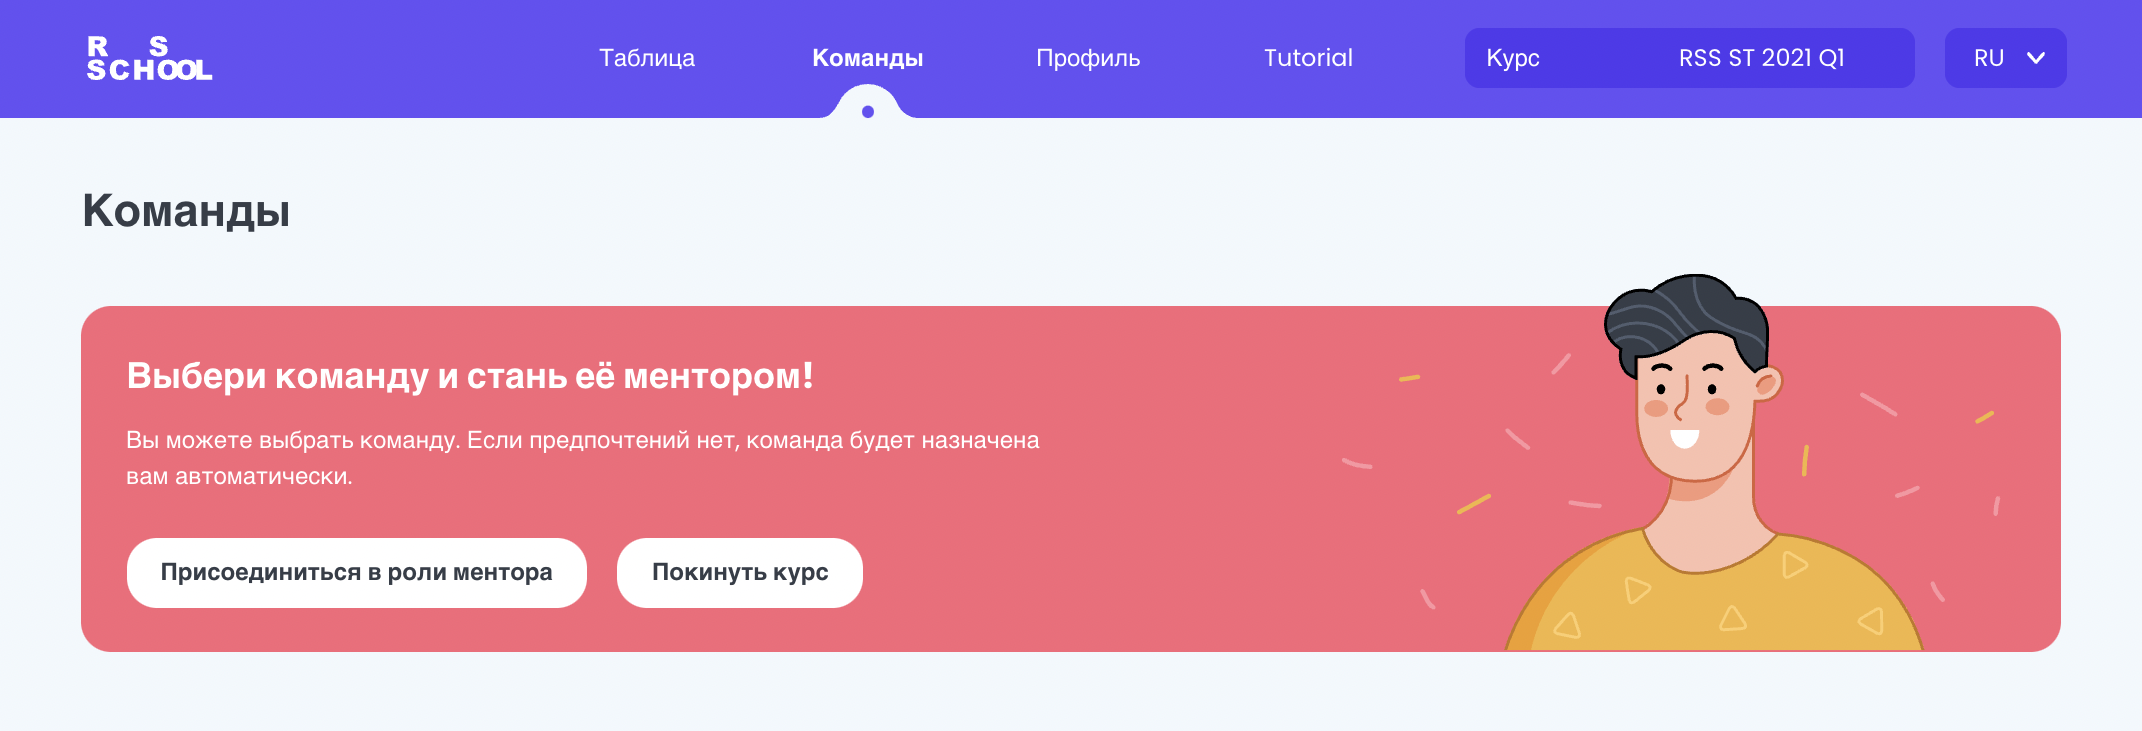 RS
SCHOOL
Таблица
Команды
Профиль
Tutorial
Курс
RSS ST 2021 Q1
RU
Команды
Выбери команду и стань её ментором!
Вы можете выбрать команду. Если предпочтений нет, команда будет назначена
вам автоматически.
Присоединиться в роли ментора
Покинуть курс